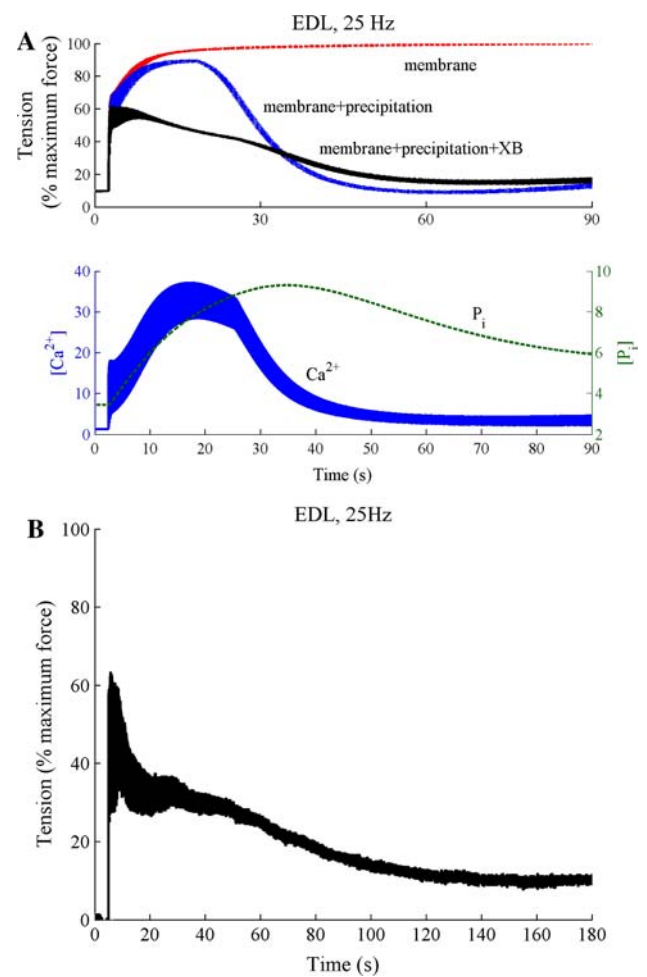 A
EDL, 25 Hz
Tension
(% maximum force)
100
80
60
40
20
0
membrane
membrane+precipitation
membrane+precipitation+XB
0 30 60 90
[Ca²⁺]
40
30
20
10
0
Pᵢ
Ca²⁺
10
8
6
4
2
[Pᵢ]
0 10 20 30 40 50 60 70 80 90
Time (s)
B
EDL, 25Hz
Tension (% maximum force)
100
80
60
40
20
0
0 20 40 60 80 100 120 140 160 180
Time (s)